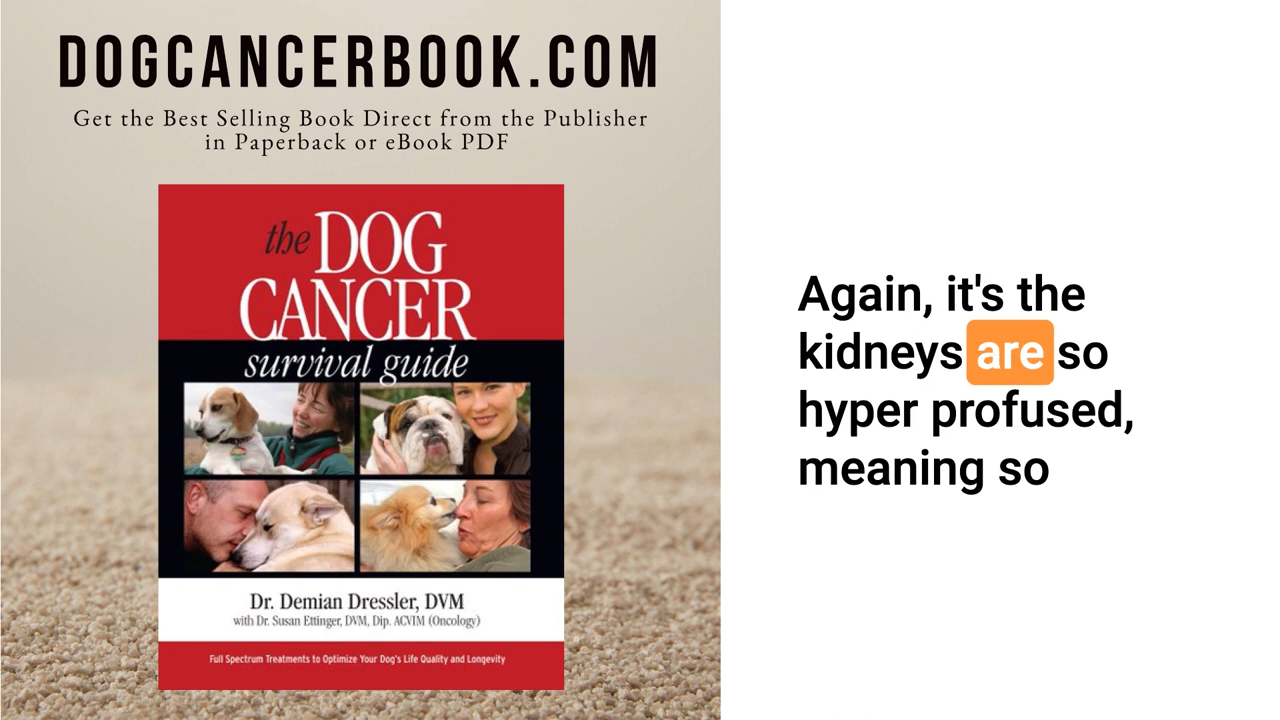 DOGCANCERBOOK.COM
Get the Best Selling Book Direct from the Publisher
in Paperback or eBook PDF
the DOG
CANCER
survival guide
Dr. Demian Dressler, DVM
with Dr. Susan Ettinger, DVM, Dip. ACVIM (Oncology)
Full Spectrum Treatments to Optimize Your Dog's Life Quality and Longevity
Again, it's the
kidneys are so
hyper profused,
meaning so